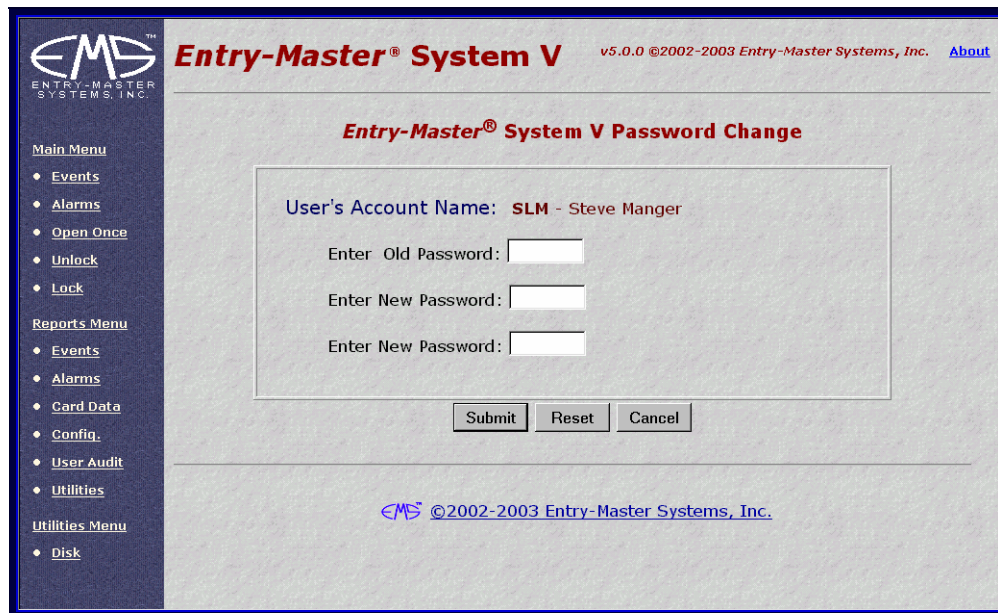 EMS™
ENTRY-MASTER
SYSTEMS, INC.
Entry-Master® System V
v5.0.0 ©2002-2003 Entry-Master Systems, Inc.
About
Main Menu
Events
Alarms
Open Once
Unlock
Lock
Reports Menu
Events
Alarms
Card Data
Config.
User Audit
Utilities
Utilities Menu
Disk
Entry-Master® System V Password Change
User's Account Name: SLM - Steve Manger
Enter Old Password:
Enter New Password:
Enter New Password:
Submit Reset Cancel
EMS™ ©2002-2003 Entry-Master Systems, Inc.